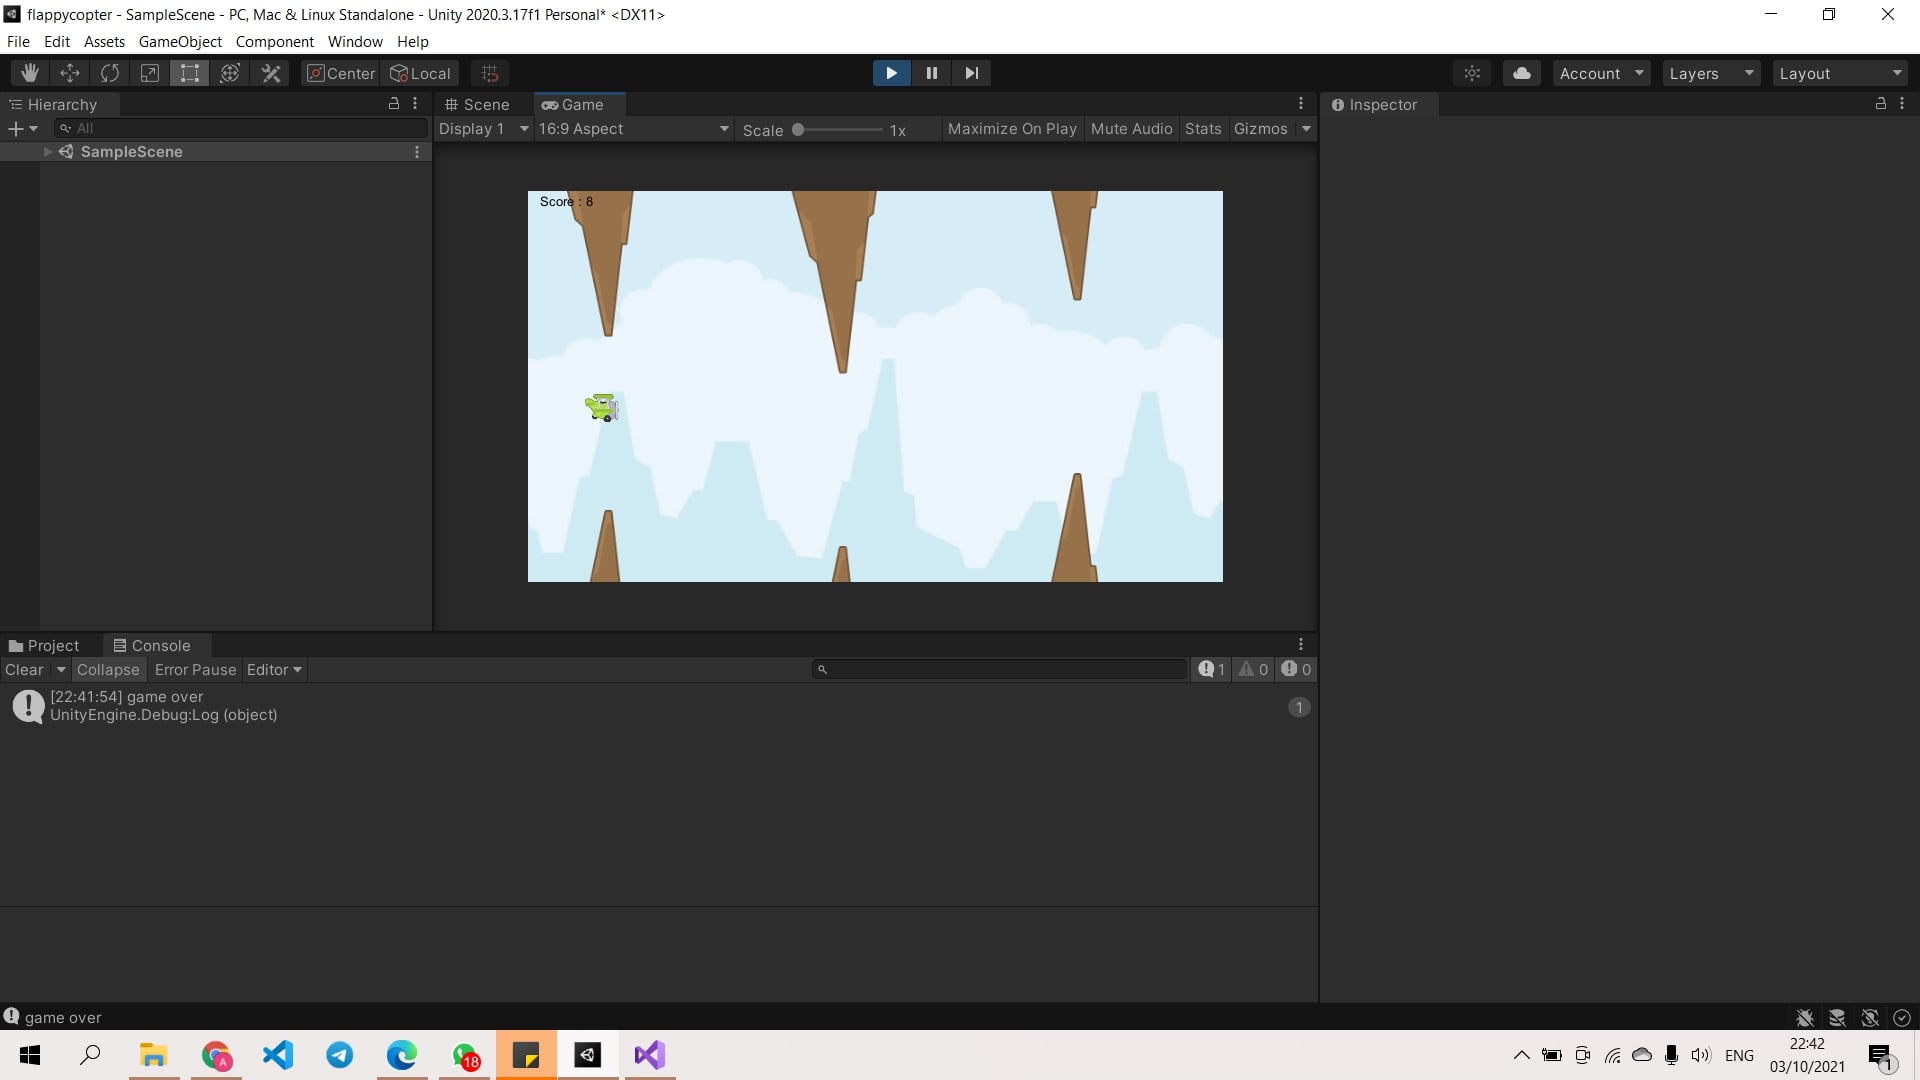 flappycopter - SampleScene - PC, Mac & Linux Standalone - Unity 2020.3.17f1 Personal* <DX11>
File Edit Assets GameObject Component Window Help
Center Local Account Layers Layout
Hierarchy
All
SampleScene
Scene Game
Display 1 16:9 Aspect Scale 1x Maximize On Play Mute Audio Stats Gizmos
Score : 8
Inspector
Project Console
Clear Collapse Error Pause Editor 1 0 0
[22:41:54] game over
UnityEngine.Debug:Log (object)
1
game over
A
18
ENG
22:42
03/10/2021
1